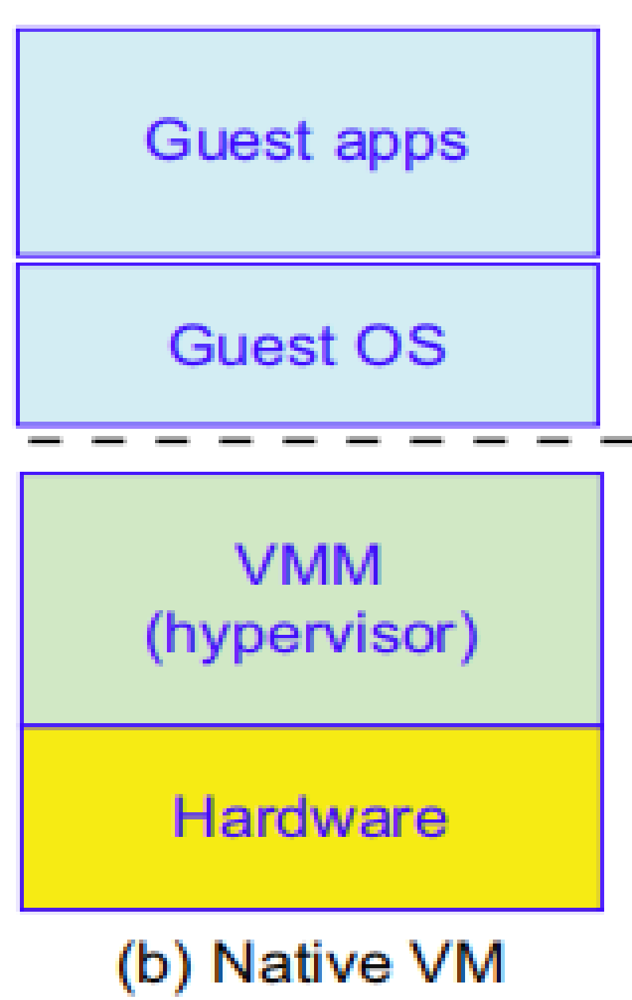 Guest apps
Guest OS
VMM
(hypervisor)
Hardware
(b) Native VM